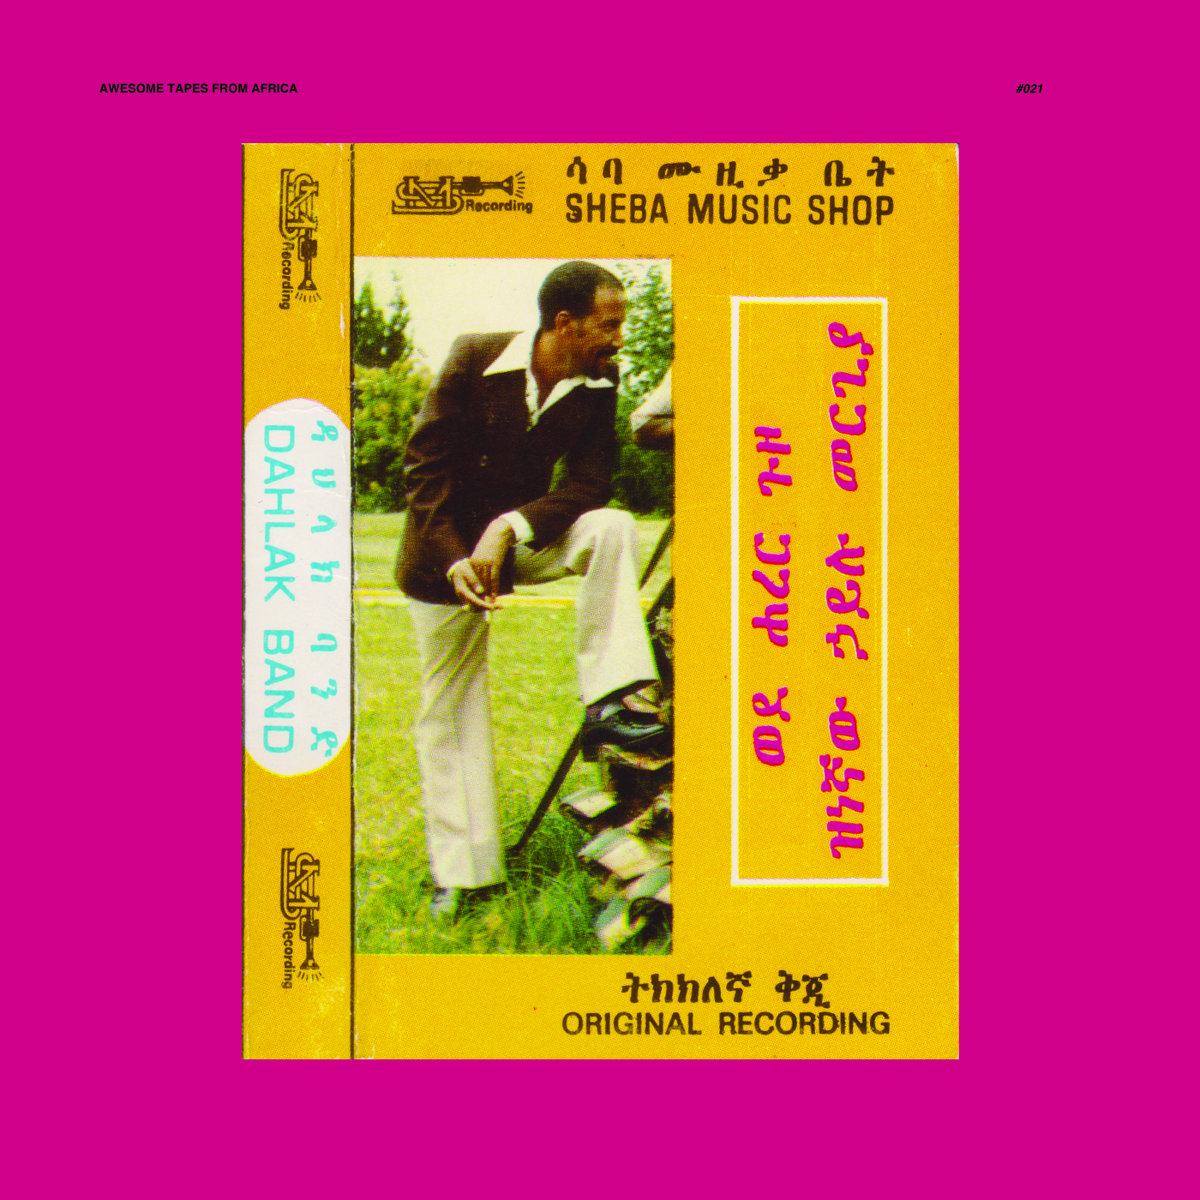 AWESOME TAPES FROM AFRICA
#021
Recording
ዳህላክ ባንድ
DAHLAK BAND
Recording
Recording
ሳባ ሙዚቃ ቤት
SHEBA MUSIC SHOP
ወደ ሐረር ጉዞ
ዝነኛው ኃይሉ መርጊያ
ትክክለኛ ቅጂ
ORIGINAL RECORDING